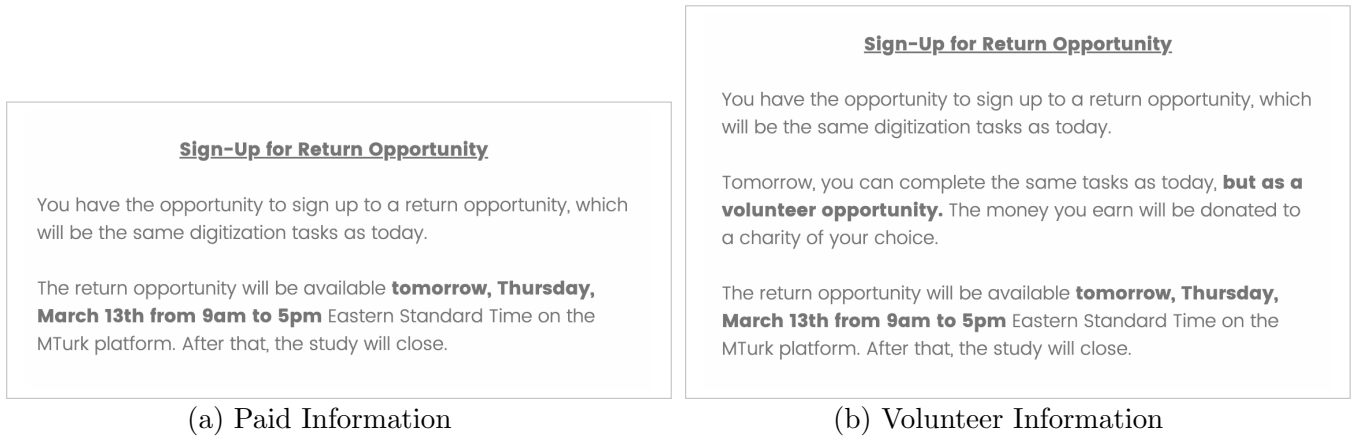 Sign-Up for Return Opportunity
You have the opportunity to sign up to a return opportunity, which
will be the same digitization tasks as today.
The return opportunity will be available tomorrow, Thursday,
March 13th from 9am to 5pm Eastern Standard Time on the
MTurk platform. After that, the study will close.
(a) Paid Information
Sign-Up for Return Opportunity
You have the opportunity to sign up to a return opportunity, which
will be the same digitization tasks as today.
Tomorrow, you can complete the same tasks as today, but as a
volunteer opportunity. The money you earn will be donated to
a charity of your choice.
The return opportunity will be available tomorrow, Thursday,
March 13th from 9am to 5pm Eastern Standard Time on the
MTurk platform. After that, the study will close.
(b) Volunteer Information